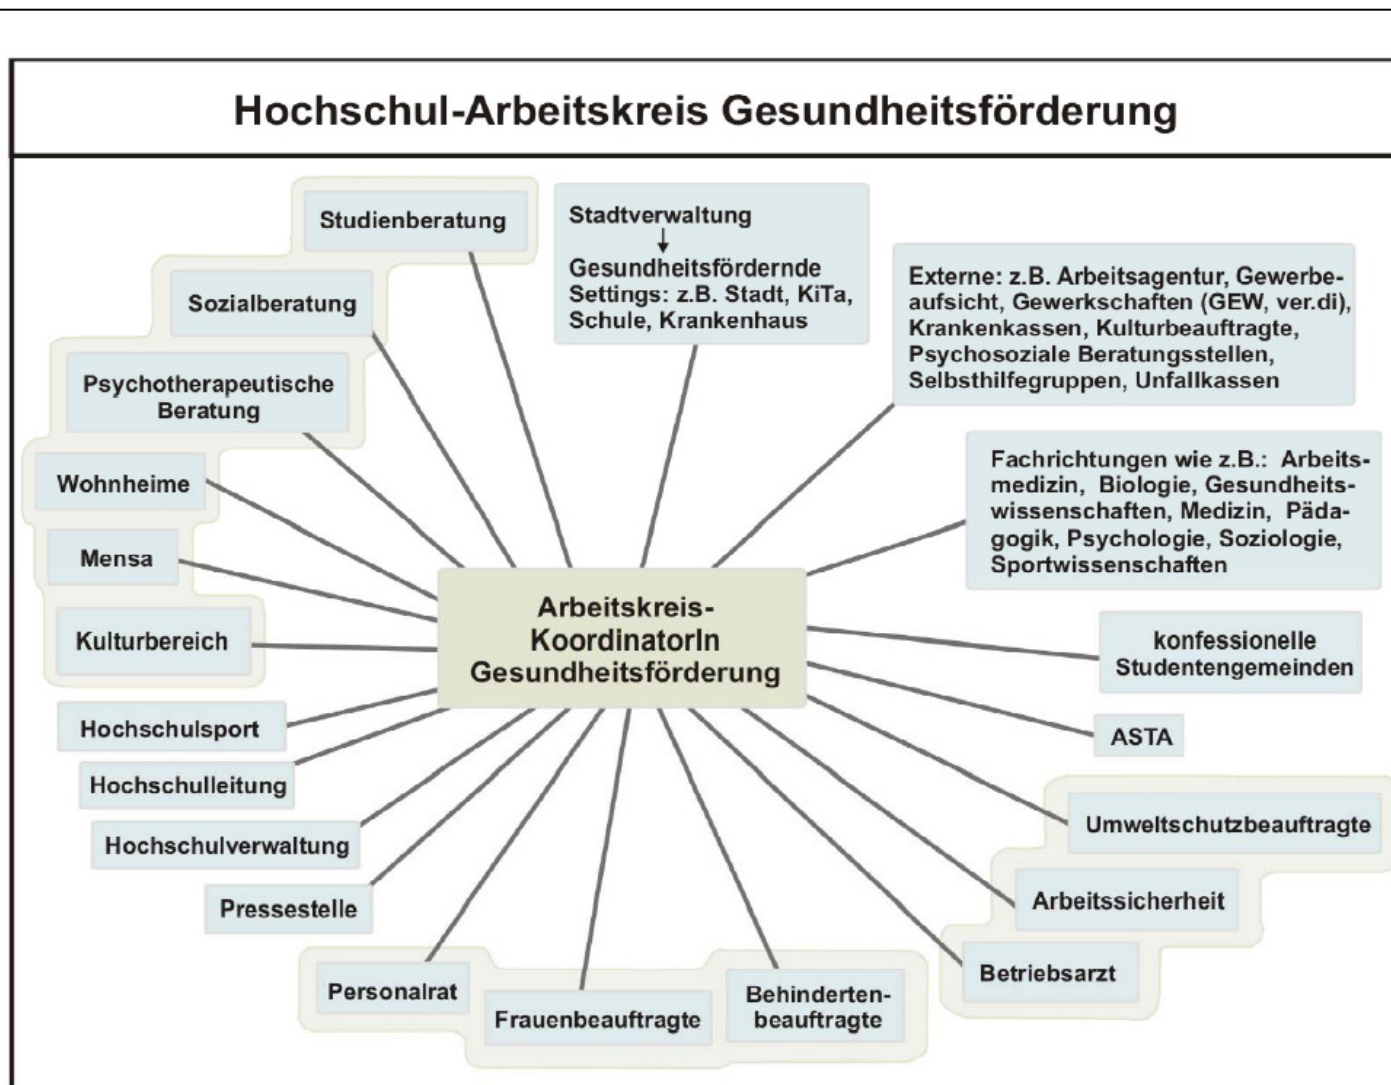 Hochschul-Arbeitskreis Gesundheitsförderung
Studienberatung
Sozialberatung
Psychotherapeutische
Beratung
Wohnheime
Mensa
Kulturbereich
Hochschulsport
Hochschulleitung
Hochschulverwaltung
Pressestelle
Personalrat
Frauenbeauftragte
Behinderten-
beauftragte
Betriebsarzt
Arbeitssicherheit
Umweltschutzbeauftragte
ASTA
konfessionelle
Studentengemeinden
Fachrichtungen wie z.B.: Arbeits-
medizin, Biologie, Gesundheits-
wissenschaften, Medizin, Päda-
gogik, Psychologie, Soziologie,
Sportwissenschaften
Externe: z.B. Arbeitsagentur, Gewerbe-
aufsicht, Gewerkschaften (GEW, ver.di),
Krankenkassen, Kulturbeauftragte,
Psychosoziale Beratungsstellen,
Selbsthilfegruppen, Unfallkassen
Stadtverwaltung
Gesundheitsfördernde
Settings: z.B. Stadt, KiTa,
Schule, Krankenhaus
Arbeitskreis-
KoordinatorIn
Gesundheitsförderung